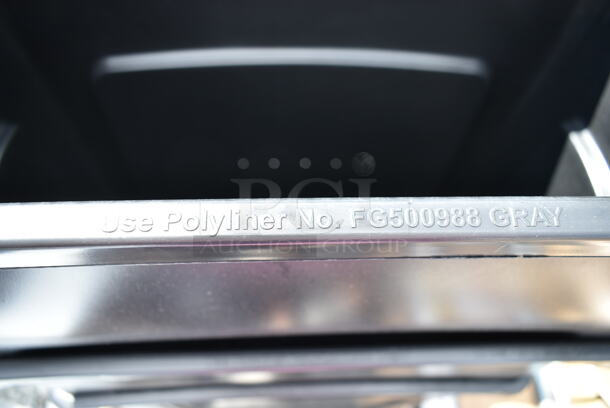 PCI
AUCTION GROUP
Use Polyliner No. FG500988 GRAY